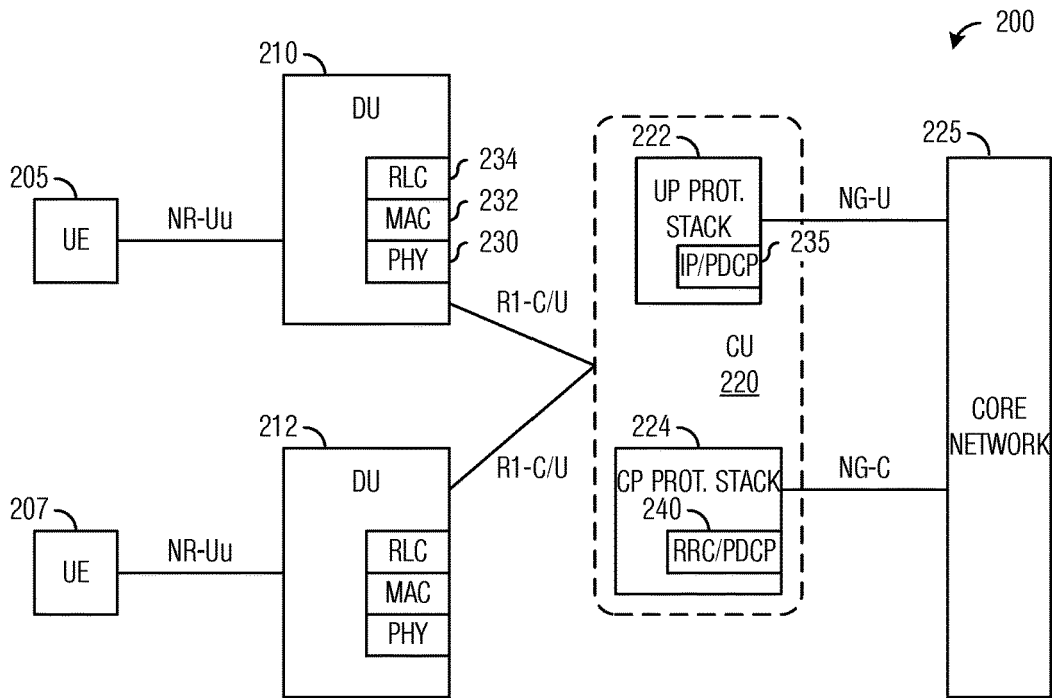 200
210
DU
222
225
205
RLC
234
UP PROT.
STACK
NG-U
UE
NR-Uu
MAC
232
PHY
230
IP/PDCP
235
R1-C/U
CU
220
CORE
NETWORK
212
DU
R1-C/U
224
CP PROT. STACK
NG-C
207
240
UE
NR-Uu
RLC
RRC/PDCP
MAC
PHY